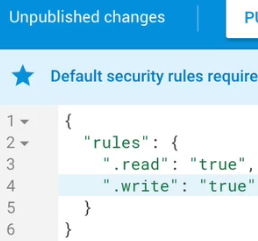 Unpublished changes
PU
Default security rules require
1 {
2 "rules": {
3 ".read": "true",
4 ".write": "true"
5 }
6 }